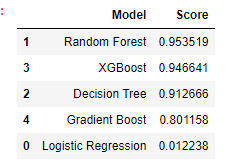 :
Model Score
1 Random Forest 0.953519
3 XGBoost 0.946641
2 Decision Tree 0.912666
4 Gradient Boost 0.801158
0 Logistic Regression 0.012238